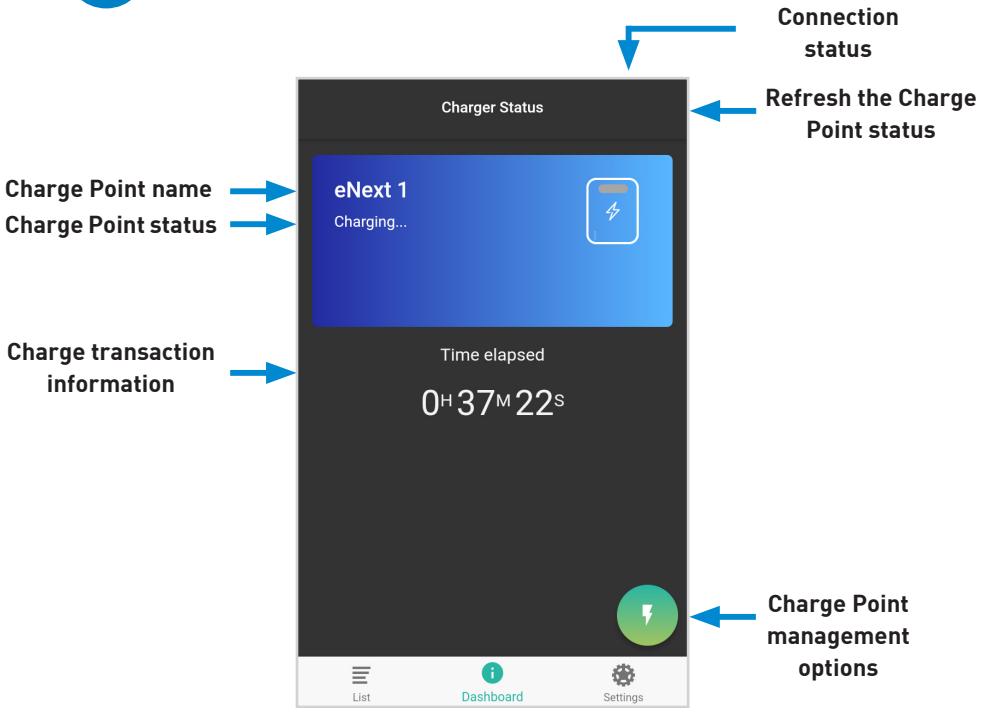 Connection
status
Charger Status
Refresh the Charge
Point status
Charge Point name
eNext 1
Charge Point status
Charging...
Charge transaction
information
Time elapsed
0H 37M 22S
Charge Point
management
options
List
Dashboard
Settings